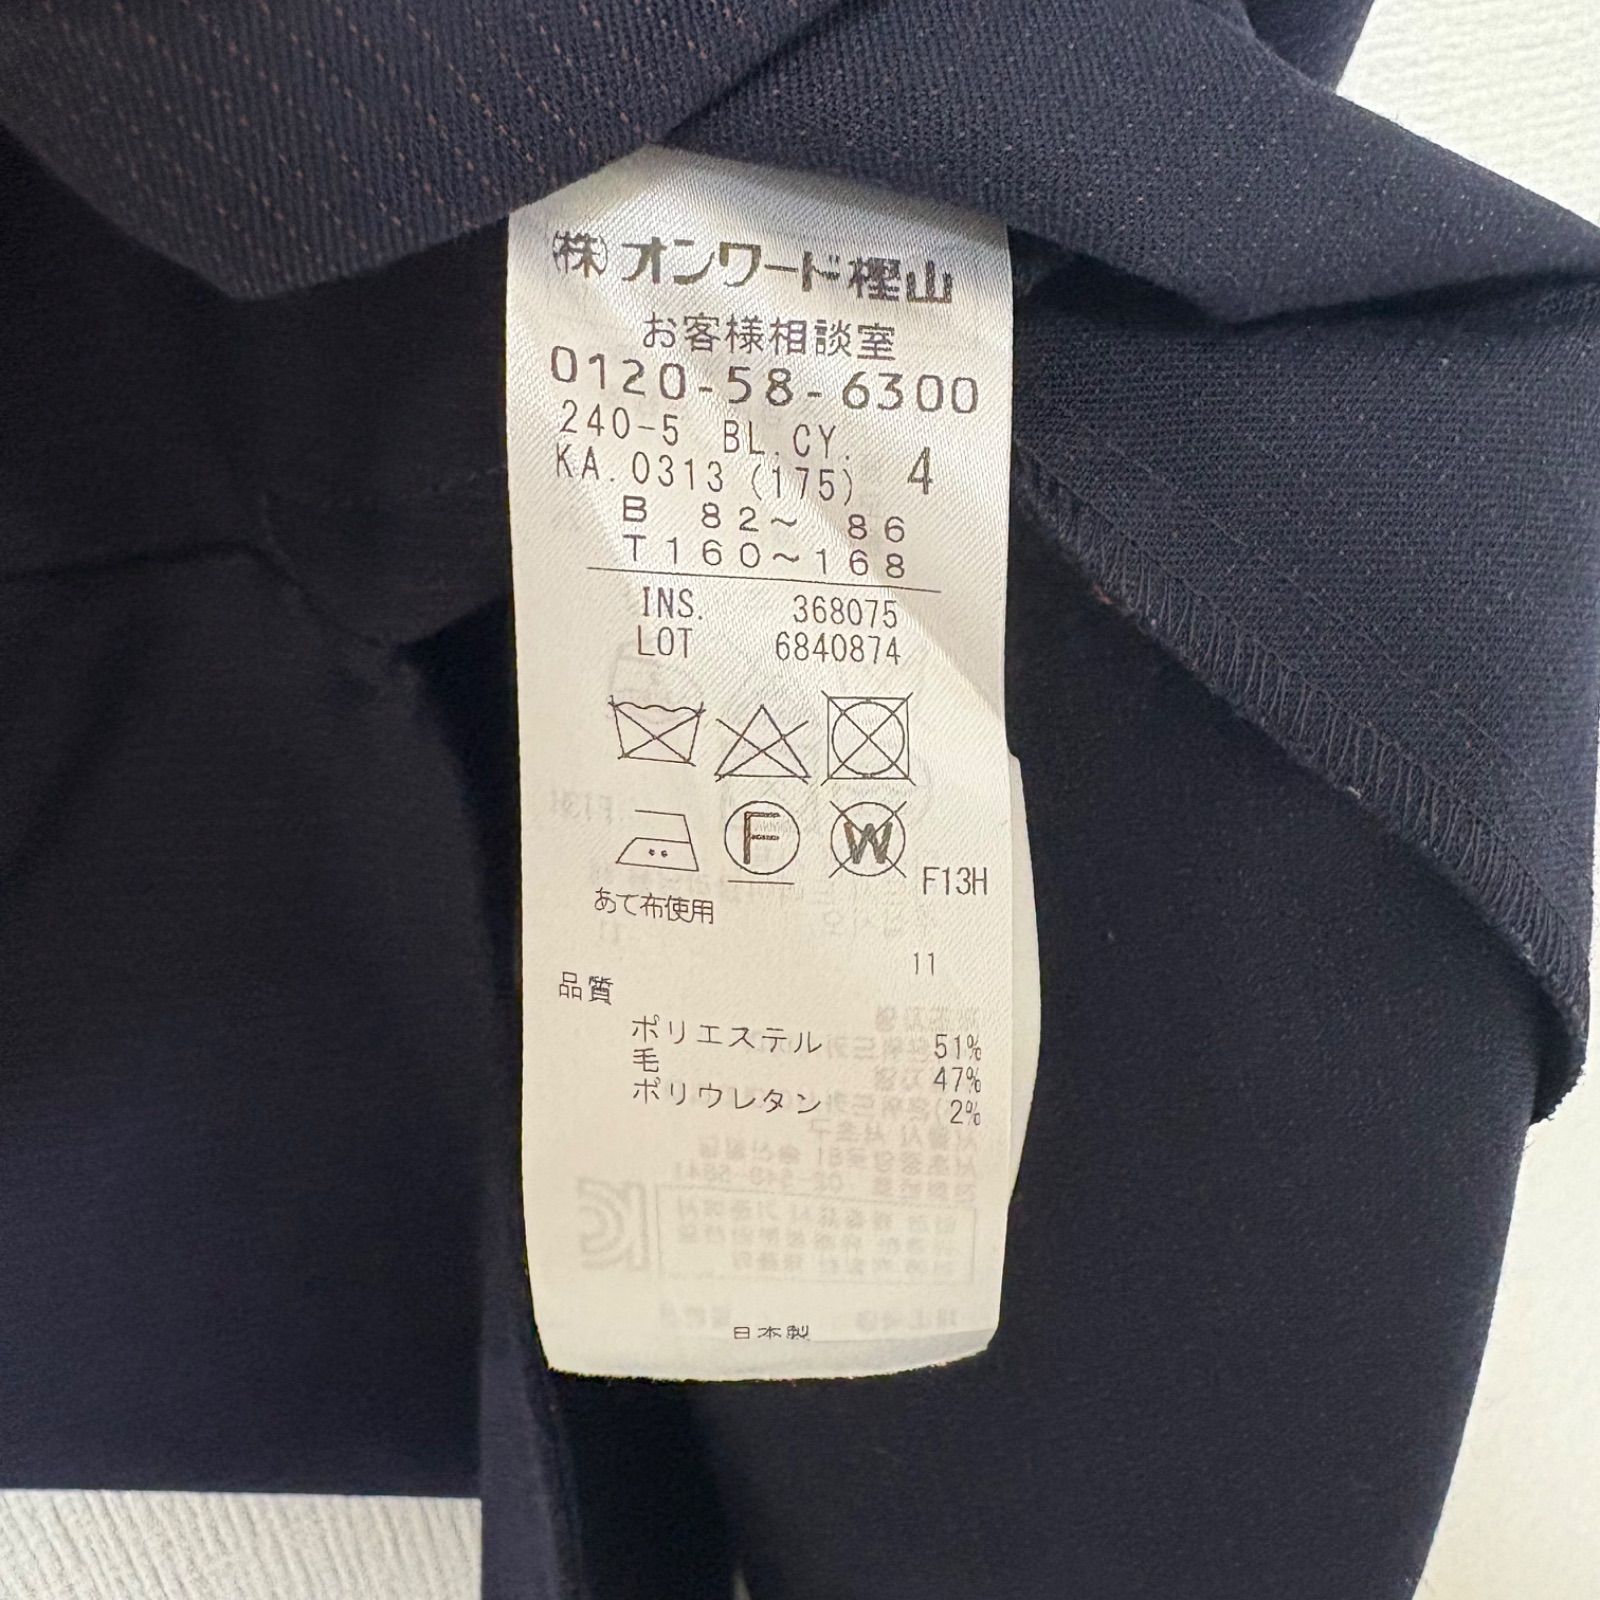 ㈱オンワード樫山
お客様相談室
0120-58-6300
240-5 BL.CY. 4
KA.0313(175)
B 82〜 86
T160〜168
INS. 368075
LOT 6840874
F W F13H
あて布使用
11
品質
ポリエステル 51%
毛 47%
ポリウレタン 2%
日本製